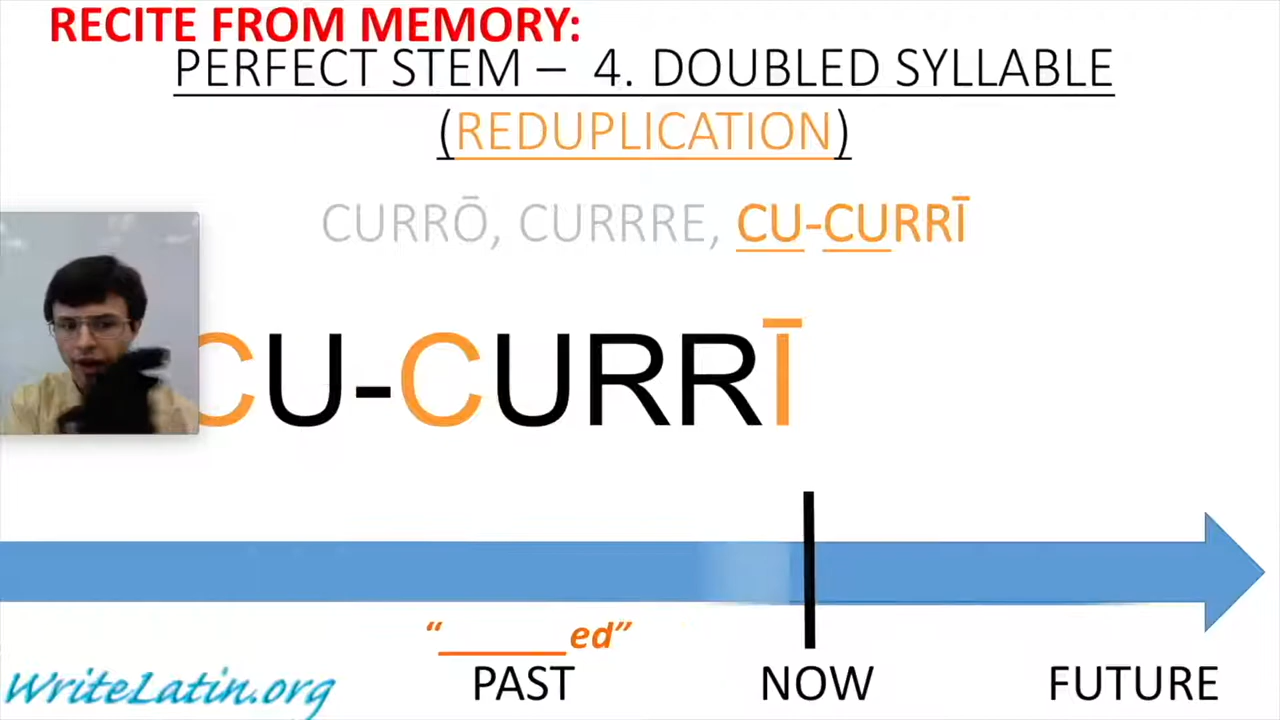 RECITE FROM MEMORY:
PERFECT STEM – 4. DOUBLED SYLLABLE
(REDUPLICATION)
CURRŌ, CURRRE, CU-CURRĪ
CU-CURRĪ
“______ed”
PAST
NOW
FUTURE
WriteLatin.org